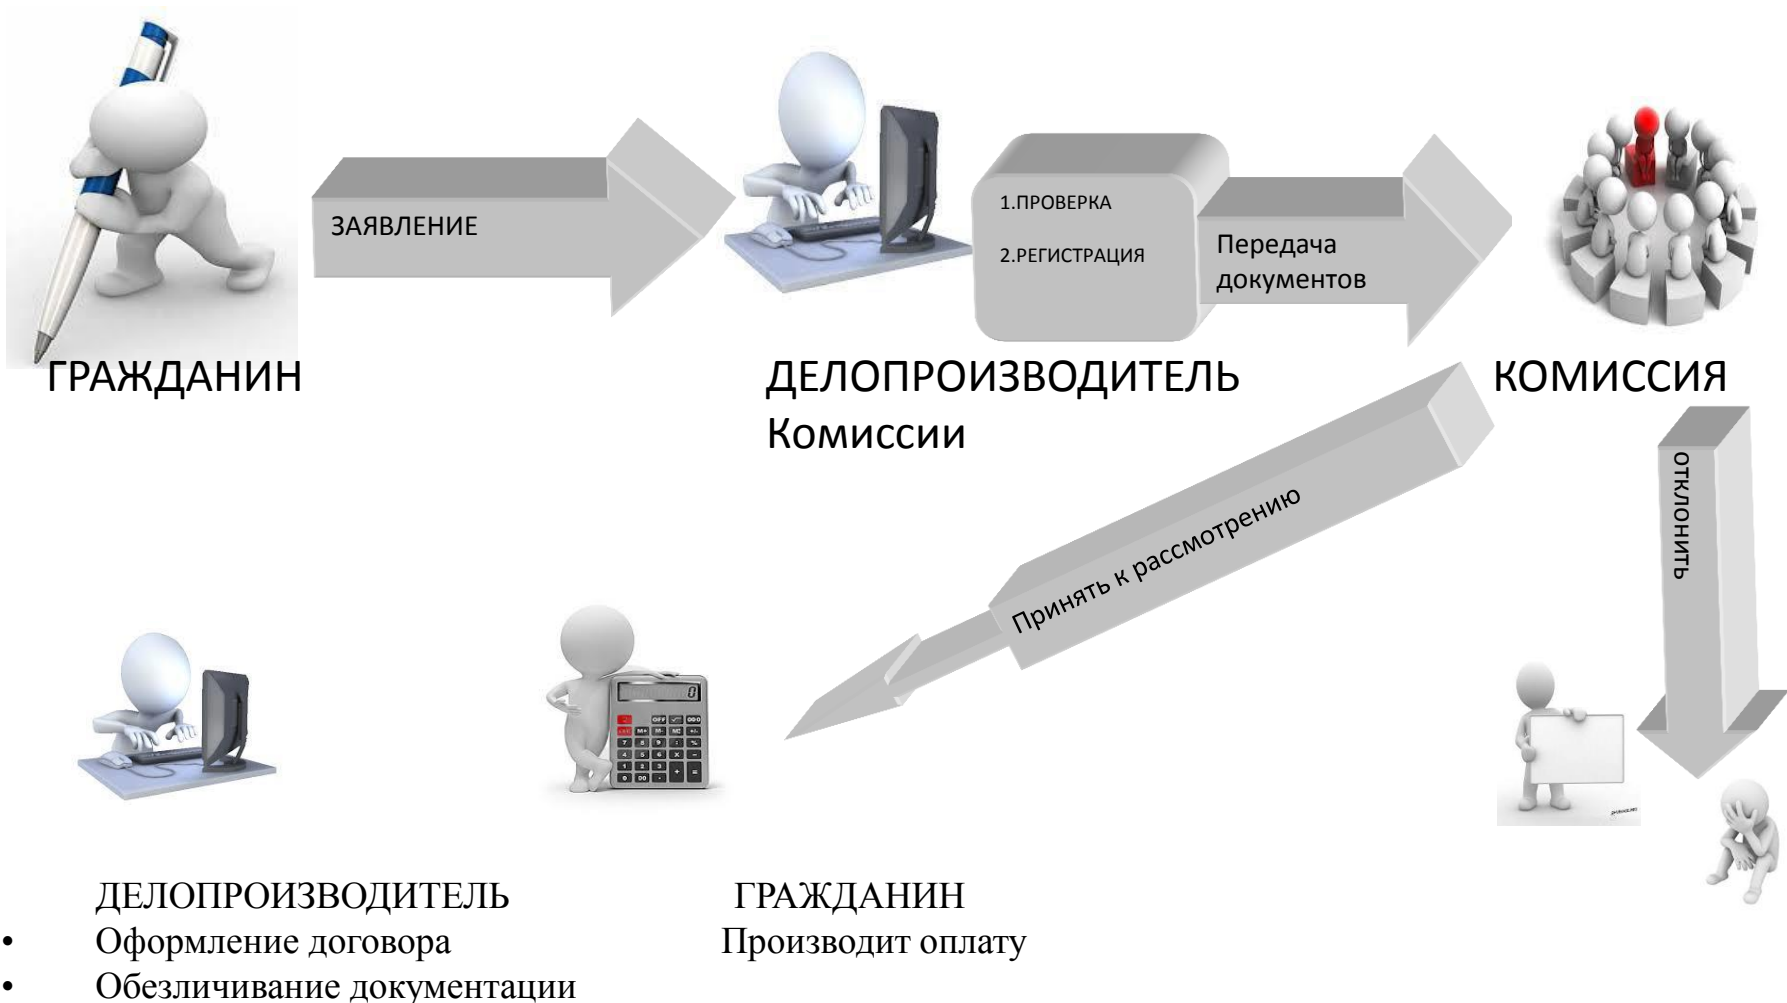 ЗАЯВЛЕНИЕ
1.ПРОВЕРКА
2.РЕГИСТРАЦИЯ
Передача
документов
ГРАЖДАНИН
ДЕЛОПРОИЗВОДИТЕЛЬ
Комиссии
КОМИССИЯ
Принять к рассмотрению
отклонить
ДЕЛОПРОИЗВОДИТЕЛЬ ГРАЖДАНИН
• Оформление договора Производит оплату
• Обезличивание документации